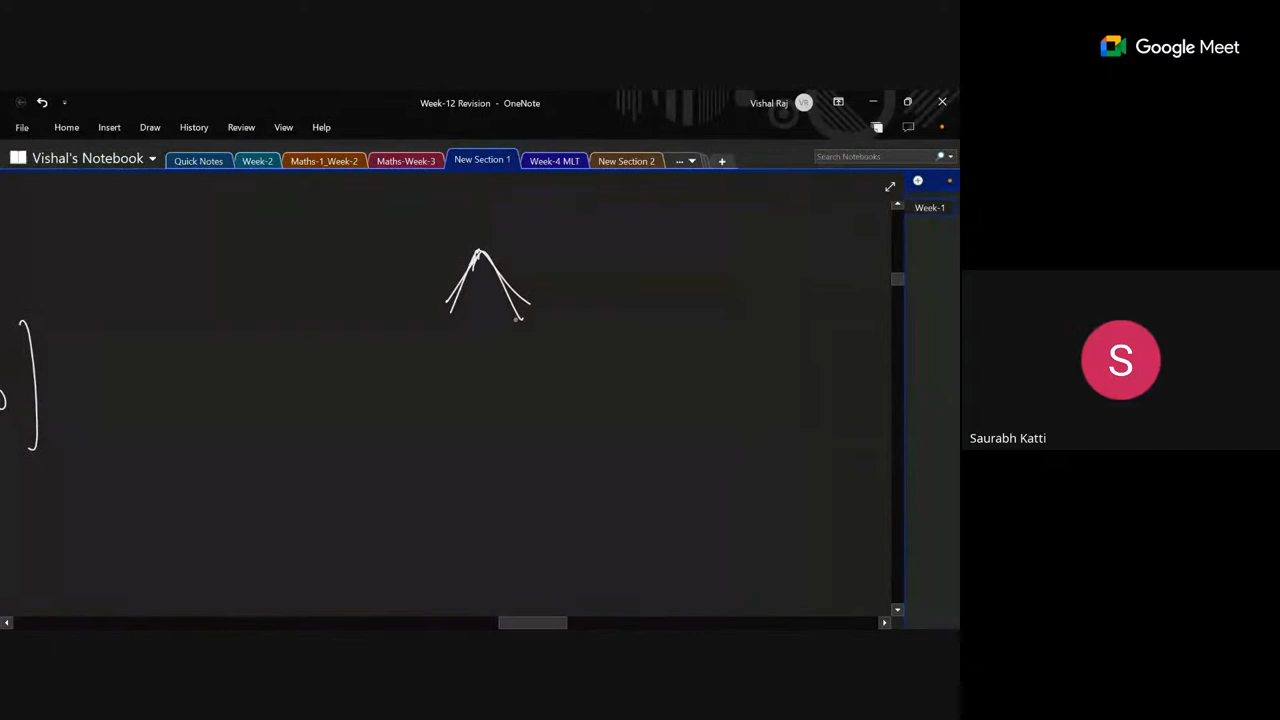 Google Meet
Week-12 Revision - OneNote
Vishal Raj VR
File Home Insert Draw History Review View Help
Vishal's Notebook Quick Notes Week-2 Maths-1_Week-2 Maths-Week-3 New Section 1 Week-4 MLT New Section 2 ... + Search Notebooks
Week-1
S
Saurabh Katti